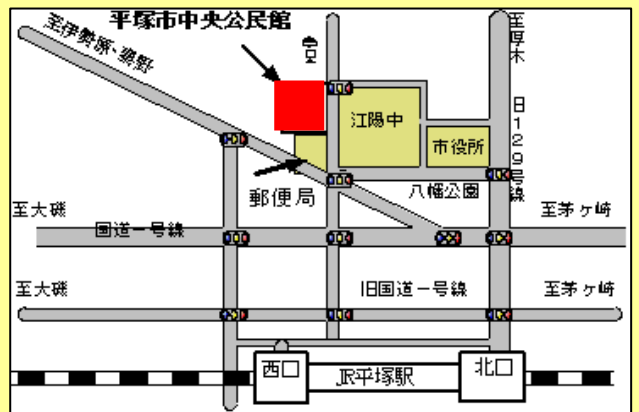 平塚市中央公民館
至伊勢原・秦野
至厚木
旧129号線
江陽中
市役所
郵便局
八幡公園
至大磯
国道一号線
至茅ヶ崎
至大磯
旧国道一号線
至茅ヶ崎
西口
JR平塚駅
北口